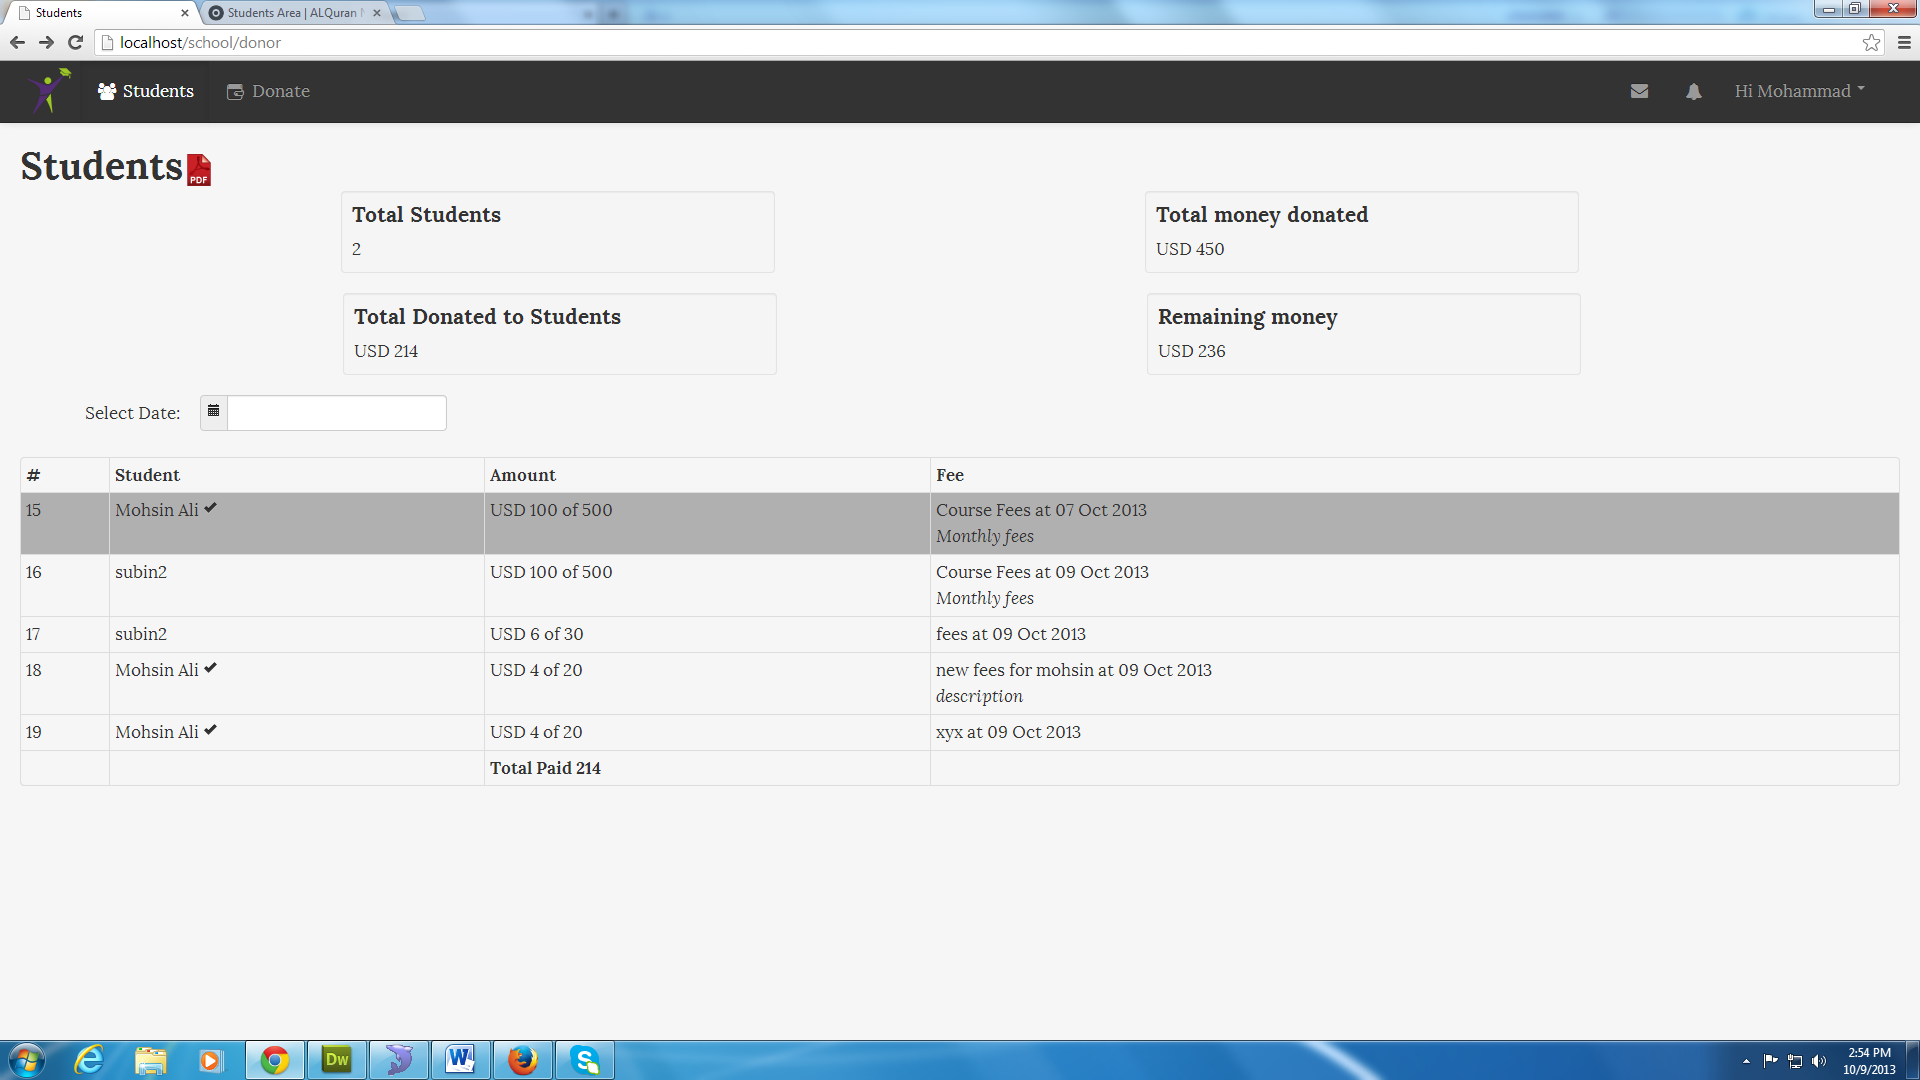 Students
Students Area | ALQuran
localhost/school/donor
Students
Donate
Hi Mohammad
Students
PDF
Total Students
2
Total money donated
USD 450
Total Donated to Students
USD 214
Remaining money
USD 236
Select Date:
# Student Amount Fee
15 Mohsin Ali USD 100 of 500 Course Fees at 07 Oct 2013
Monthly fees
16 subin2 USD 100 of 500 Course Fees at 09 Oct 2013
Monthly fees
17 subin2 USD 6 of 30 fees at 09 Oct 2013
18 Mohsin Ali USD 4 of 20 new fees for mohsin at 09 Oct 2013
description
19 Mohsin Ali USD 4 of 20 xyx at 09 Oct 2013
Total Paid 214
Dw
W
S
2:54 PM
10/9/2013